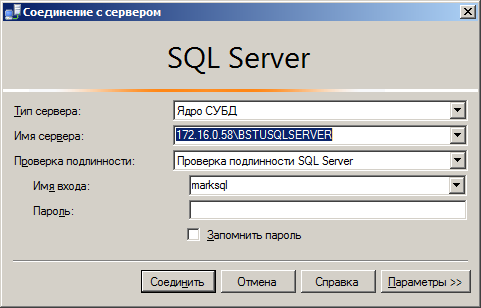 Соединение с сервером
SQL Server
Тип сервера: Ядро СУБД
Имя сервера: 172.16.0.58\BSTUSQLSERVER
Проверка подлинности: Проверка подлинности SQL Server
Имя входа: marksql
Пароль:
Запомнить пароль
Соединить Отмена Справка Параметры >>